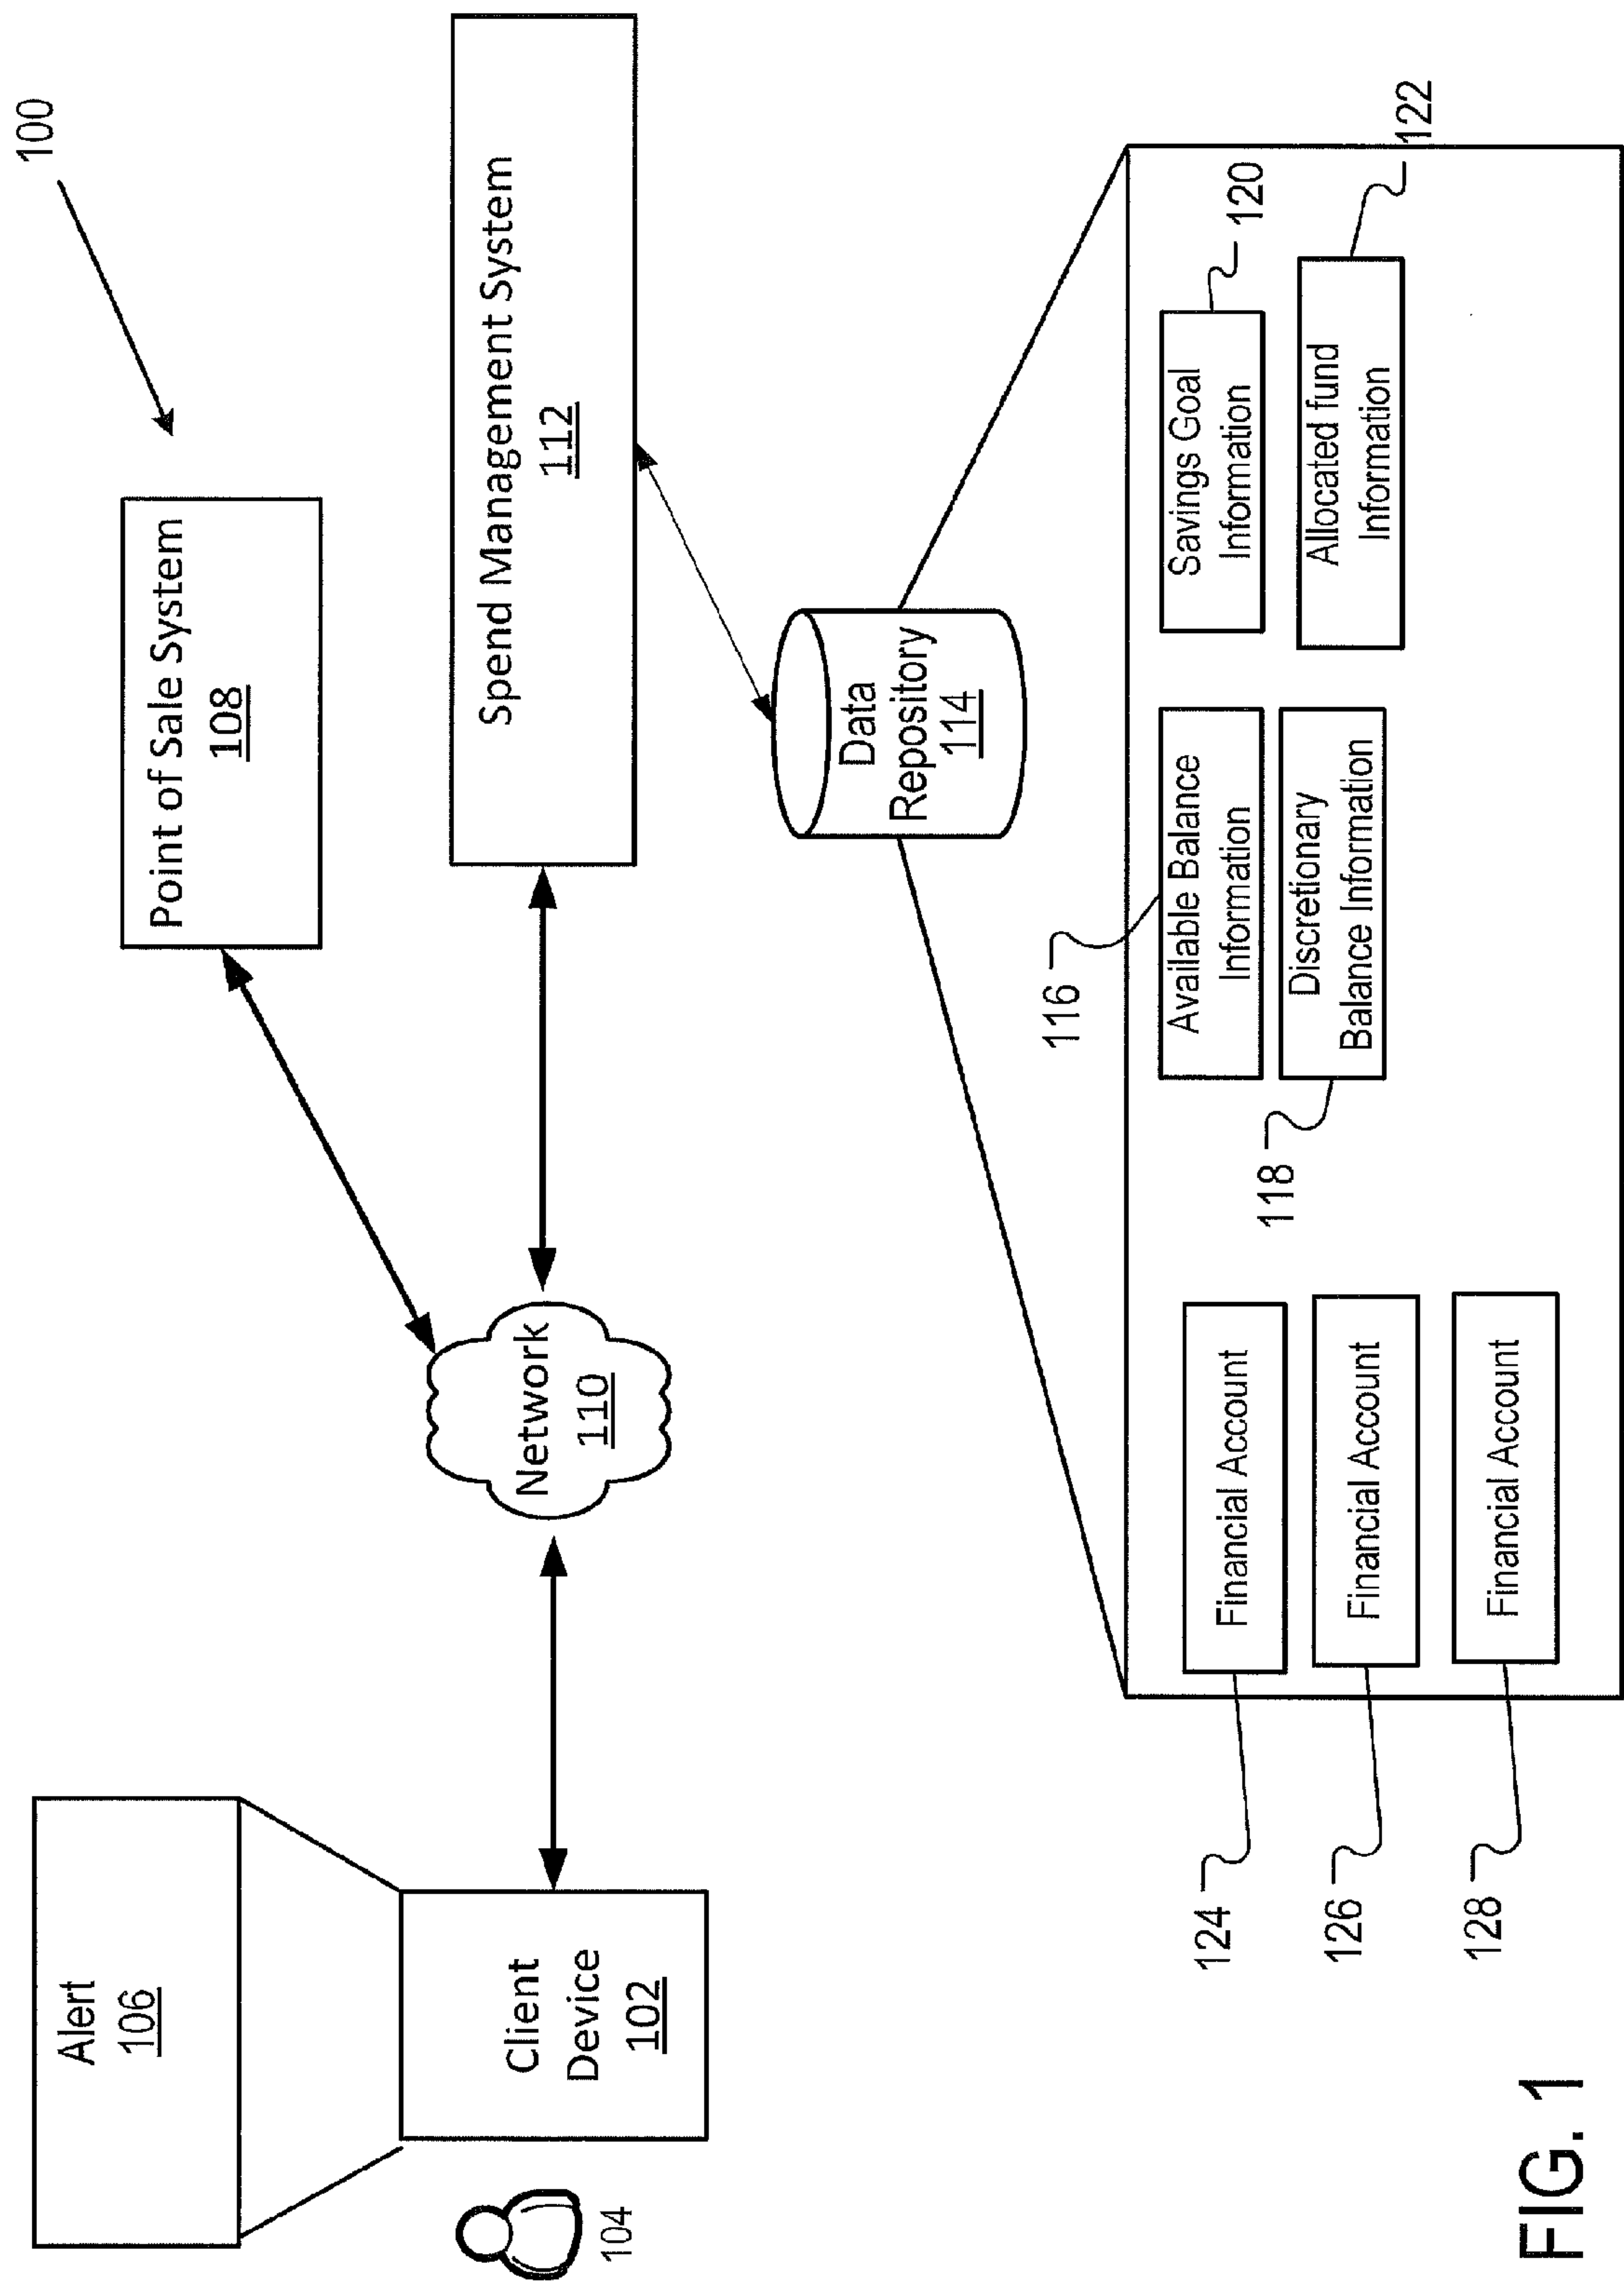 100
Alert
106
Point of Sale System
108
Client
Device
102
104
Network
110
Spend Management System
112
Data
Repository
114
116
118
120
122
Available Balance
Information
Discretionary
Balance Information
Savings Goal
Information
Allocated fund
Information
124
Financial Account
126
Financial Account
128
Financial Account
FIG. 1